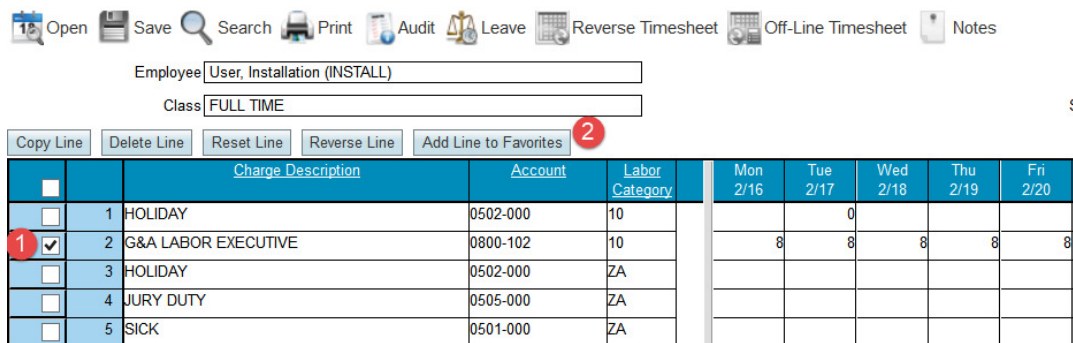 18 Open Save Search Print Audit Leave Reverse Timesheet Off-Line Timesheet Notes
Employee User, Installation (INSTALL)
Class FULL TIME S
Copy Line Delete Line Reset Line Reverse Line Add Line to Favorites 2
Charge Description Account Labor Category Mon 2/16 Tue 2/17 Wed 2/18 Thu 2/19 Fri 2/20
1 HOLIDAY 0502-000 10 0
1 2 G&A LABOR EXECUTIVE 0800-102 10 8 8 8 8 8
3 HOLIDAY 0502-000 ZA
4 JURY DUTY 0505-000 ZA
5 SICK 0501-000 ZA